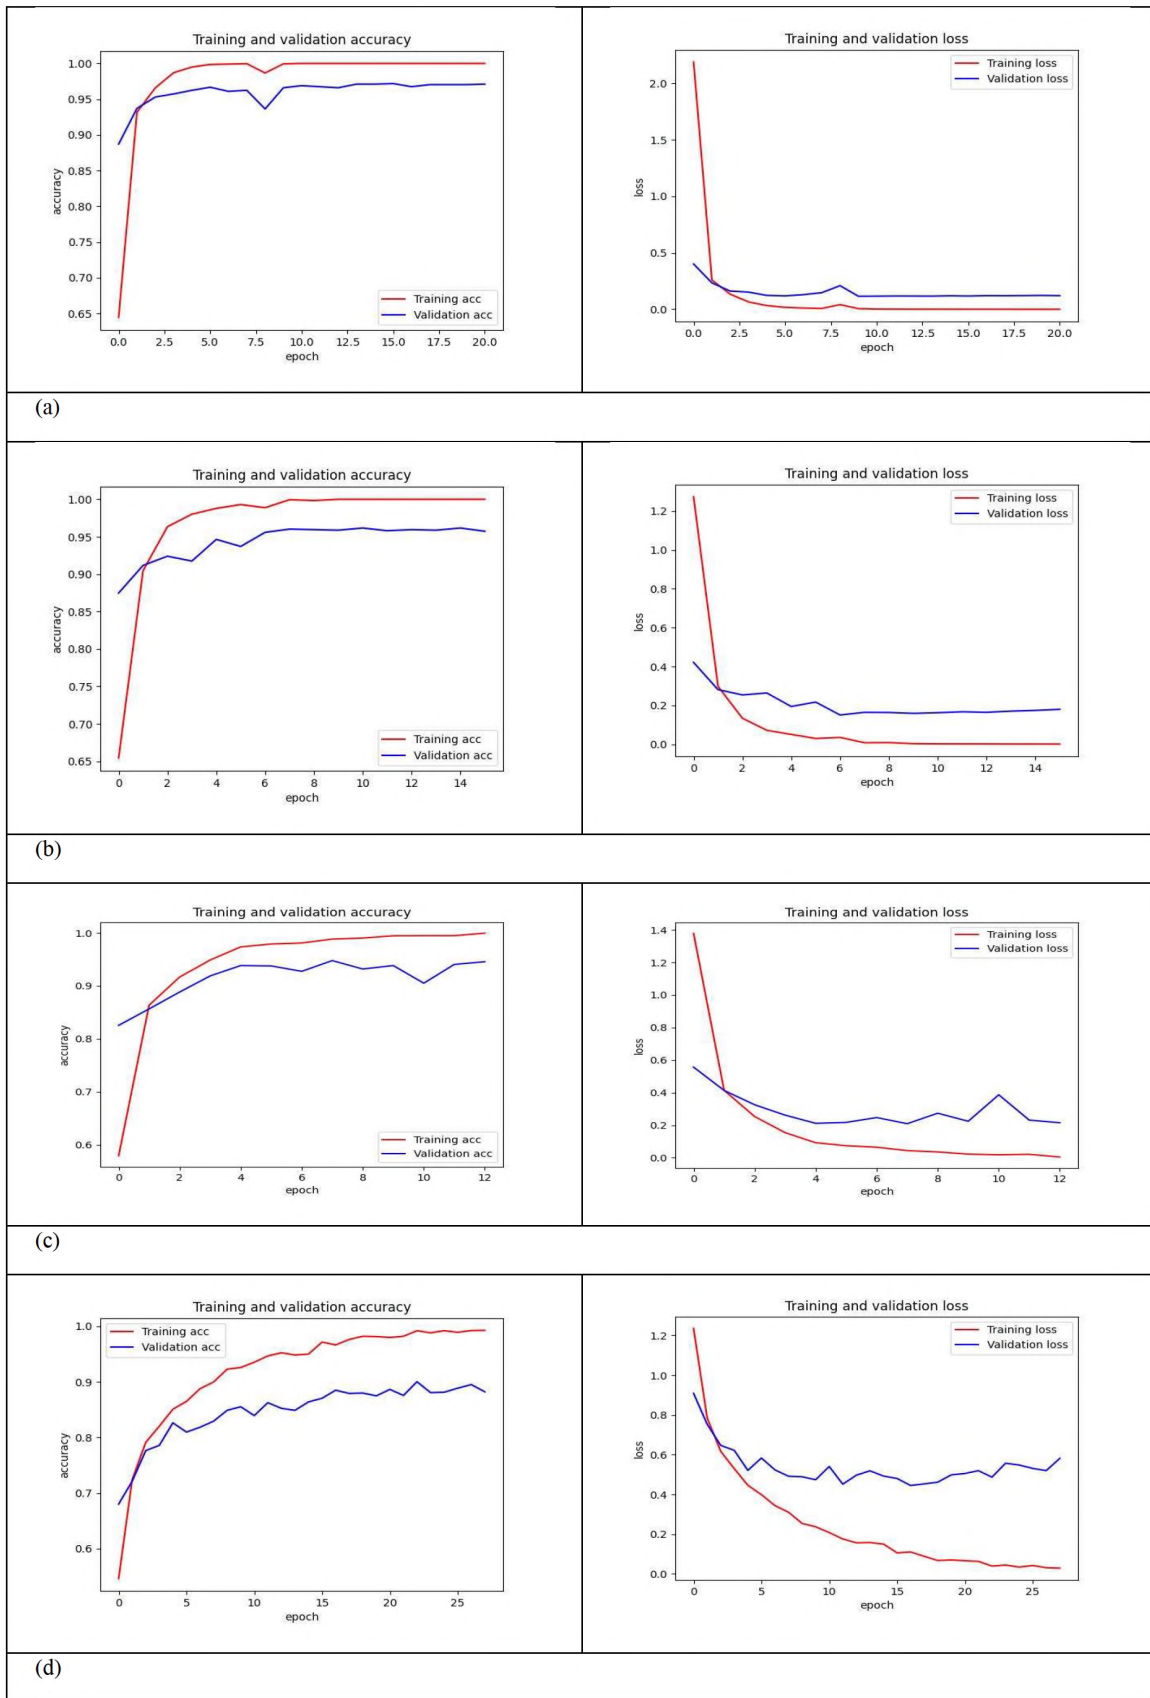 Training and validation accuracy
1.00
0.95
0.90
0.85
0.80
0.75
0.70
0.65
accuracy
Training acc
Validation acc
0.0 2.5 5.0 7.5 10.0 12.5 15.0 17.5 20.0
epoch
Training and validation loss
2.0
1.5
1.0
0.5
0.0
loss
Training loss
Validation loss
0.0 2.5 5.0 7.5 10.0 12.5 15.0 17.5 20.0
epoch
(a)
Training and validation accuracy
1.00
0.95
0.90
0.85
0.80
0.75
0.70
0.65
accuracy
Training acc
Validation acc
0 2 4 6 8 10 12 14
epoch
Training and validation loss
1.2
1.0
0.8
0.6
0.4
0.2
0.0
loss
Training loss
Validation loss
0 2 4 6 8 10 12 14
epoch
(b)
Training and validation accuracy
1.0
0.9
0.8
0.7
0.6
accuracy
Training acc
Validation acc
0 2 4 6 8 10 12
epoch
Training and validation loss
1.4
1.2
1.0
0.8
0.6
0.4
0.2
0.0
loss
Training loss
Validation loss
0 2 4 6 8 10 12
epoch
(c)
Training and validation accuracy
1.0
0.9
0.8
0.7
0.6
accuracy
Training acc
Validation acc
0 5 10 15 20 25
epoch
Training and validation loss
1.2
1.0
0.8
0.6
0.4
0.2
0.0
loss
Training loss
Validation loss
0 5 10 15 20 25
epoch
(d)